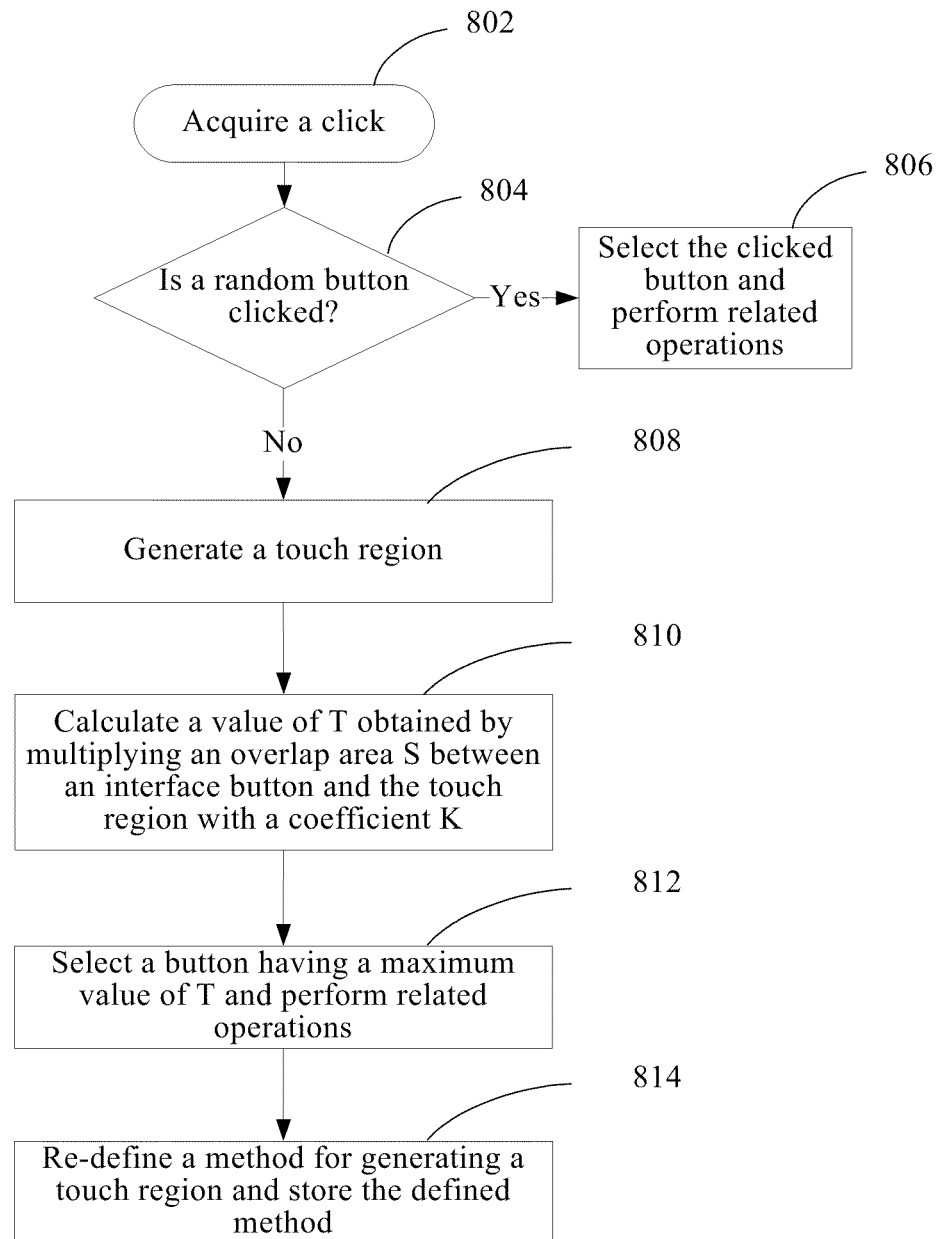 802
Acquire a click
804
806
Is a random button
clicked?
Yes
Select the clicked
button and
perform related
operations
No
808
Generate a touch region
810
Calculate a value of T obtained by
multiplying an overlap area S between
an interface button and the touch
region with a coefficient K
812
Select a button having a maximum
value of T and perform related
operations
814
Re-define a method for generating a
touch region and store the defined
method